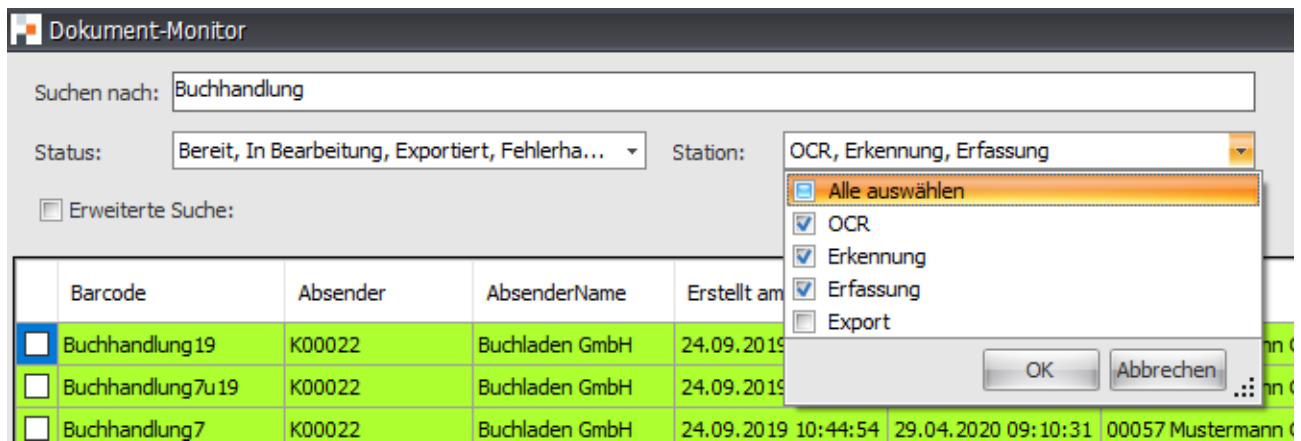 Dokument-Monitor
Suchen nach: Buchhandlung
Status: Bereit, In Bearbeitung, Exportiert, Fehlerha... Station: OCR, Erkennung, Erfassung
Alle auswählen
Erweiterte Suche:
OCR
Erkennung
Erfassung
Export
OK Abbrechen
Barcode Absender AbsenderName Erstellt am
Buchhandlung19 K00022 Buchladen GmbH 24.09.2019
Buchhandlung7u19 K00022 Buchladen GmbH 24.09.2019
Buchhandlung7 K00022 Buchladen GmbH 24.09.2019 10:44:54 29.04.2020 09:10:31 00057 Mustermann